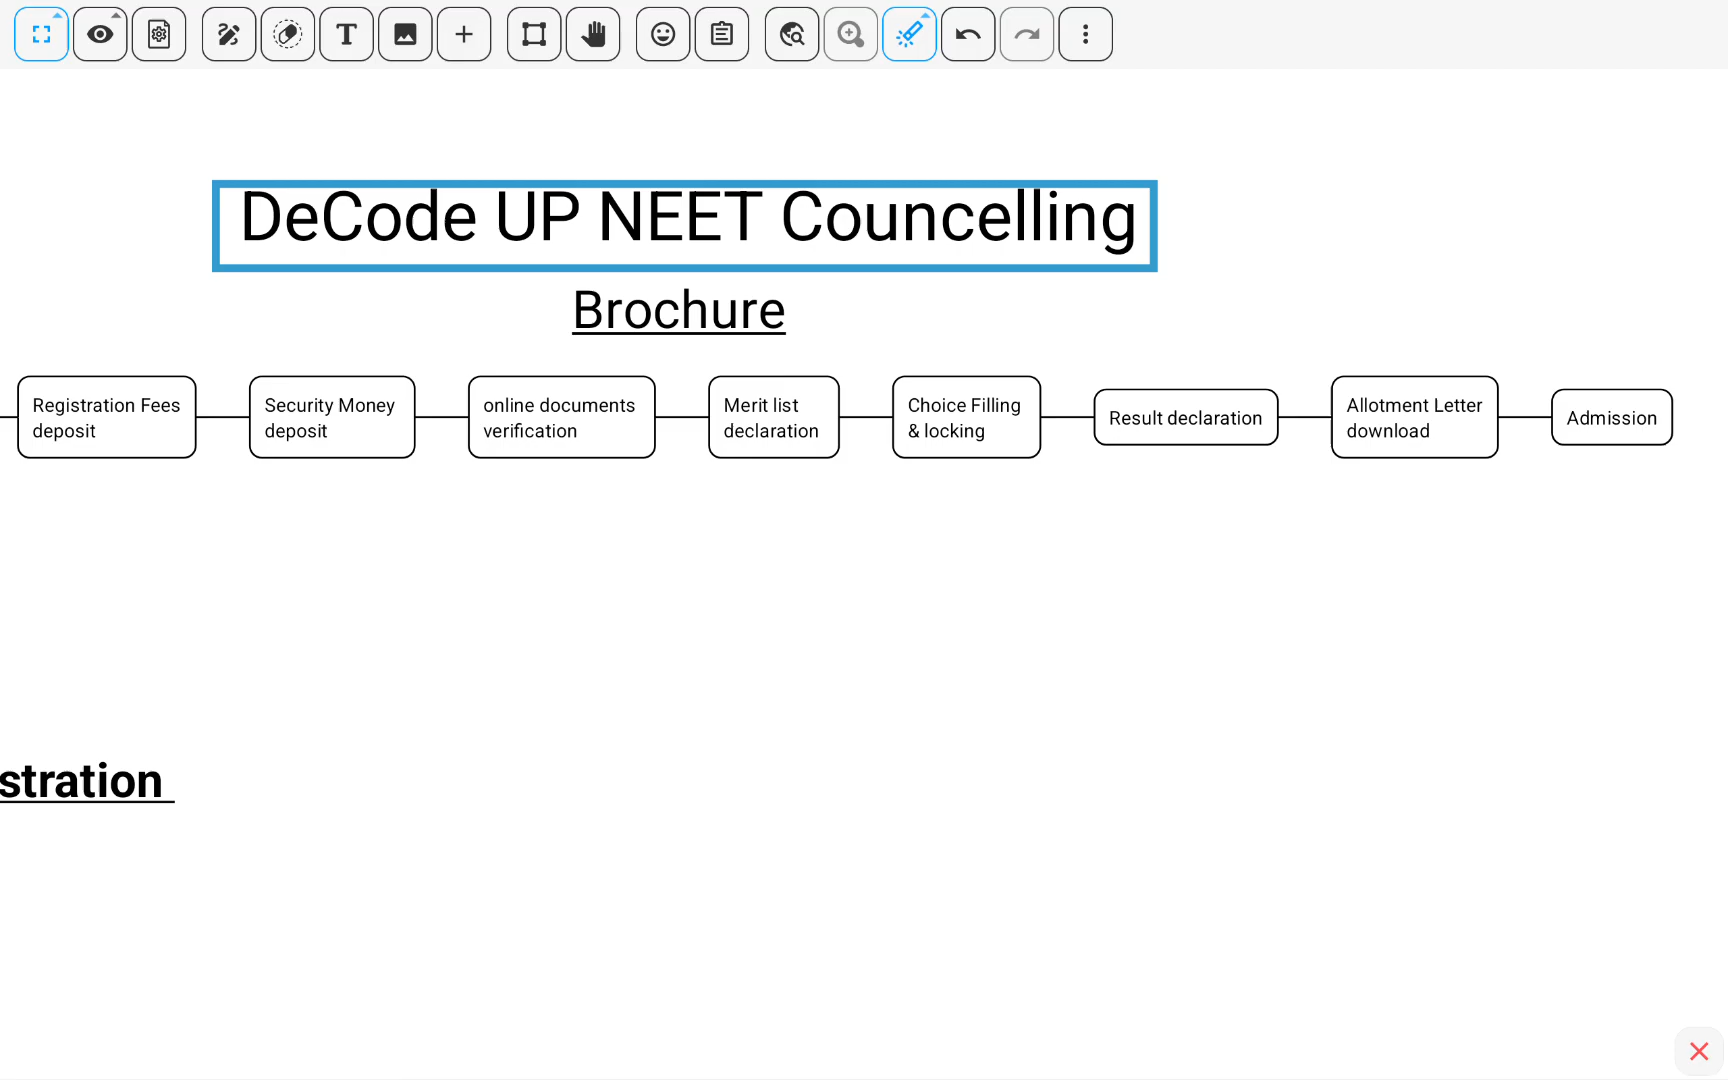 DeCode UP NEET Councelling
Brochure
Registration Fees
deposit
Security Money
deposit
online documents
verification
Merit list
declaration
Choice Filling
& locking
Result declaration
Allotment Letter
download
Admission
stration